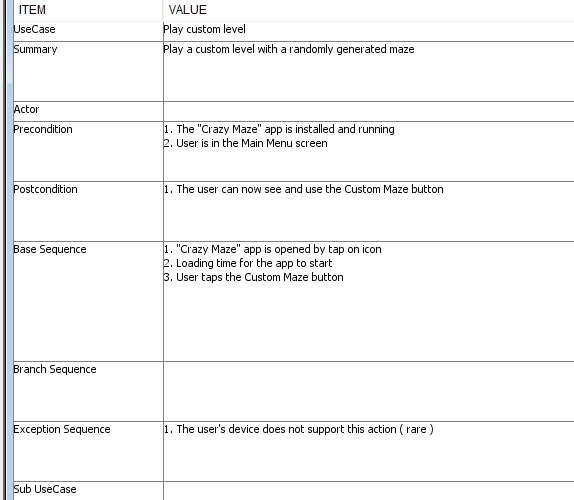 ITEM VALUE
UseCase Play custom level
Summary Play a custom level with a randomly generated maze
Actor
Precondition 1. The "Crazy Maze" app is installed and running
2. User is in the Main Menu screen
Postcondition 1. The user can now see and use the Custom Maze button
Base Sequence 1. "Crazy Maze" app is opened by tap on icon
2. Loading time for the app to start
3. User taps the Custom Maze button
Branch Sequence
Exception Sequence 1. The user's device does not support this action ( rare )
Sub UseCase